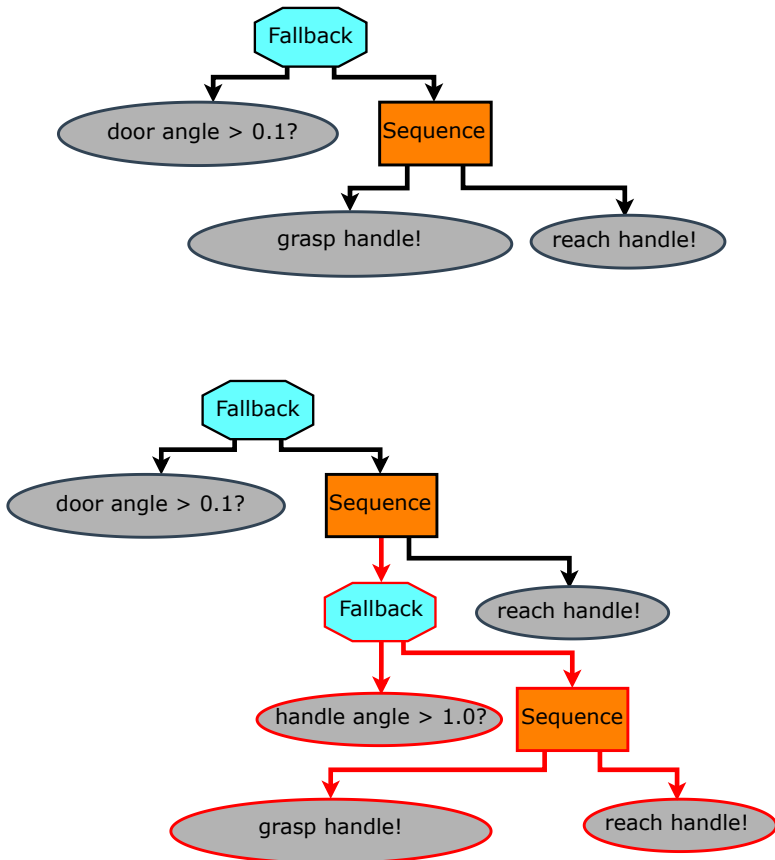 Fallback
door angle > 0.1?
Sequence
grasp handle!
reach handle!
Fallback
door angle > 0.1?
Sequence
Fallback
reach handle!
handle angle > 1.0?
Sequence
grasp handle!
reach handle!